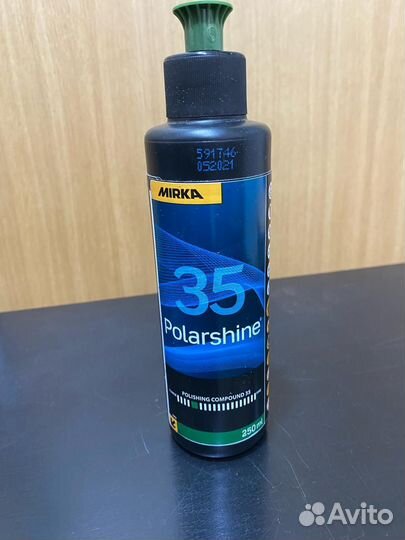 591746
052021
MIRKA
35
Polarshine®
POLISHING COMPOUND 35
250 ml
Avito